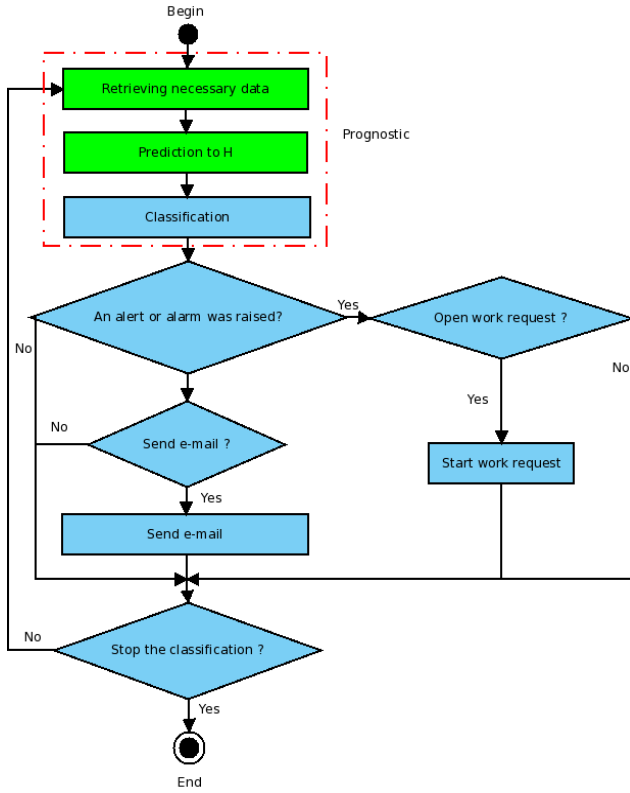 Begin
Retrieving necessary data
Prediction to H
Prognostic
Classification
An alert or alarm was raised?
Yes
Open work request ?
No
No
Yes
No
Send e-mail ?
Start work request
Yes
Send e-mail
No
Stop the classification ?
Yes
End